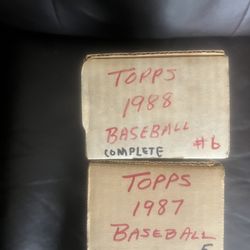 TOPPS
1988
BASEBALL #6
COMPLETE
TOPPS
1987
BASEBALL